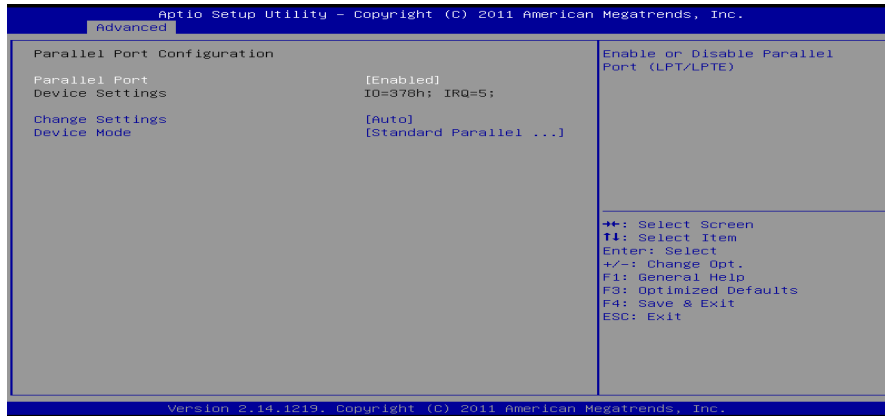 Aptio Setup Utility – Copyright (C) 2011 American Megatrends, Inc.
Advanced
Parallel Port Configuration
Parallel Port [Enabled]
Device Settings IO=378h; IRQ=5;
Change Settings [Auto]
Device Mode [Standard Parallel ...]
Enable or Disable Parallel
Port (LPT/LPTE)
→←: Select Screen
↑↓: Select Item
Enter: Select
+/-: Change Opt.
F1: General Help
F3: Optimized Defaults
F4: Save & Exit
ESC: Exit
Version 2.14.1219. Copyright (C) 2011 American Megatrends, Inc.